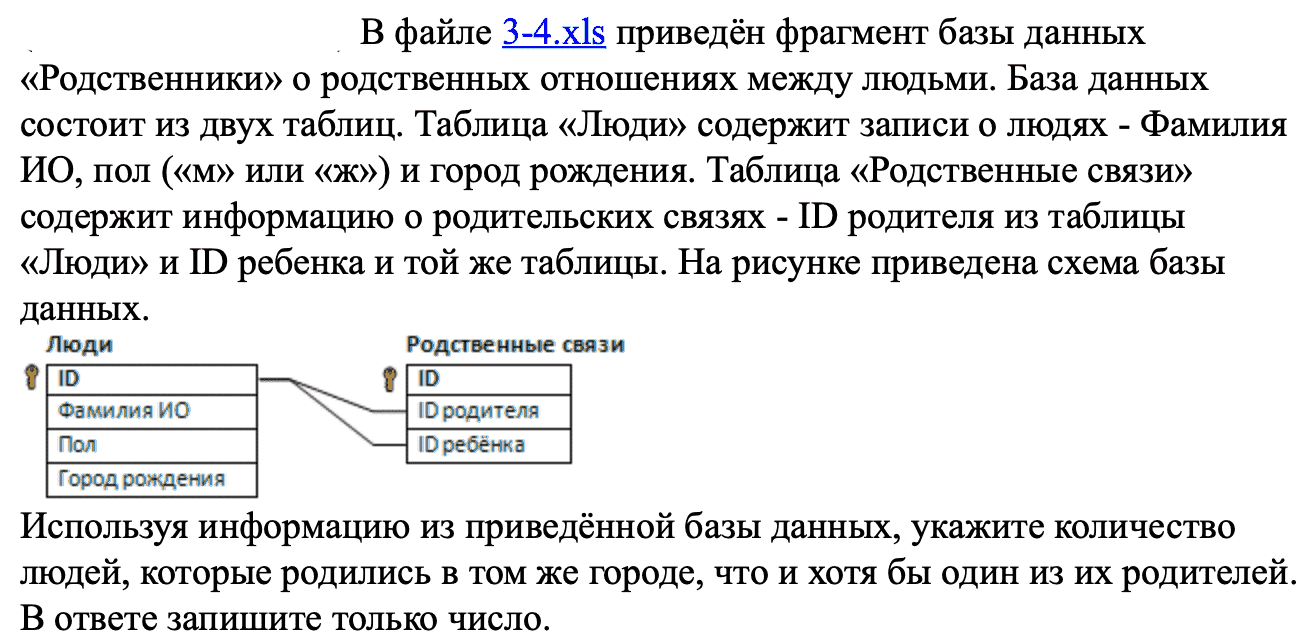 В файле 3-4.xls приведён фрагмент базы данных
«Родственники» о родственных отношениях между людьми. База данных
состоит из двух таблиц. Таблица «Люди» содержит записи о людях - Фамилия
ИО, пол («м» или «ж») и город рождения. Таблица «Родственные связи»
содержит информацию о родительских связях - ID родителя из таблицы
«Люди» и ID ребенка и той же таблицы. На рисунке приведена схема базы
данных.
Люди
ID
Фамилия ИО
Пол
Город рождения
Родственные связи
ID
ID родителя
ID ребёнка
Используя информацию из приведённой базы данных, укажите количество
людей, которые родились в том же городе, что и хотя бы один из их родителей.
В ответе запишите только число.